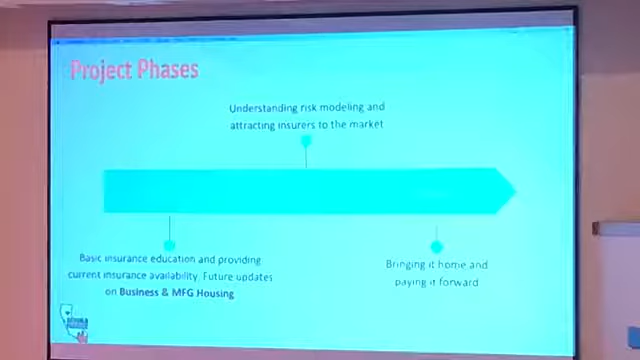 Project Phases
Understanding risk modeling and
attracting insurers to the market
Basic insurance education and providing
current insurance availability. Future updates
on Business & MFG Housing
Bringing it home and
paying it forward